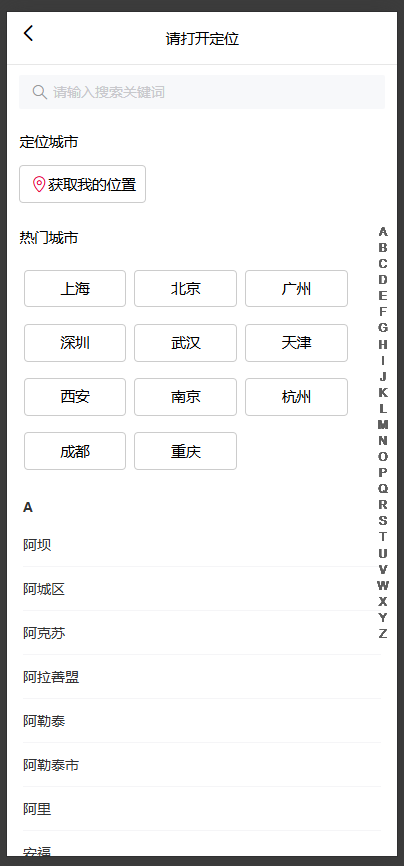 请打开定位
请输入搜索关键词
定位城市
获取我的位置
热门城市
上海 北京 广州
深圳 武汉 天津
西安 南京 杭州
成都 重庆
A
阿坝
阿城区
阿克苏
阿拉善盟
阿勒泰
阿勒泰市
阿里
安福
A
B
C
D
E
F
G
H
I
J
K
L
M
N
O
P
Q
R
S
T
U
V
W
X
Y
Z